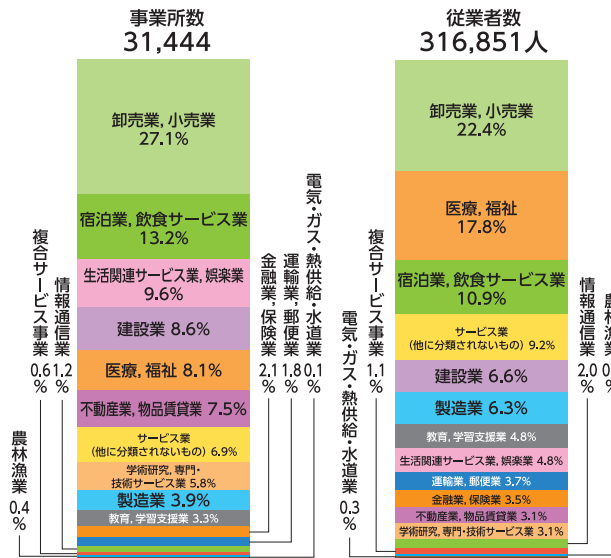 事業所数
31,444
卸売業,小売業
27.1%
宿泊業,飲食サービス業
13.2%
生活関連サービス業,娯楽業
9.6%
建設業 8.6%
医療,福祉 8.1%
不動産業,物品賃貸業 7.5%
サービス業
(他に分類されないもの) 6.9%
学術研究,専門・
技術サービス業 5.8%
製造業 3.9%
教育,学習支援業 3.3%
農林漁業
0.4%
複合サービス事業
0.6%
情報通信業
1.2%
金融業,保険業
2.1%
運輸業,郵便業
1.8%
電気・ガス・熱供給・水道業
0.1%
従業者数
316,851人
卸売業,小売業
22.4%
医療,福祉
17.8%
宿泊業,飲食サービス業
10.9%
サービス業
(他に分類されないもの) 9.2%
建設業 6.6%
製造業 6.3%
教育,学習支援業 4.8%
生活関連サービス業,娯楽業 4.8%
運輸業,郵便業 3.7%
金融業,保険業 3.5%
不動産業,物品賃貸業 3.1%
学術研究,専門・技術サービス業 3.1%
電気・ガス・熱供給・水道業
0.3%
複合サービス事業
1.1%
情報通信業
2.0%
農林漁業